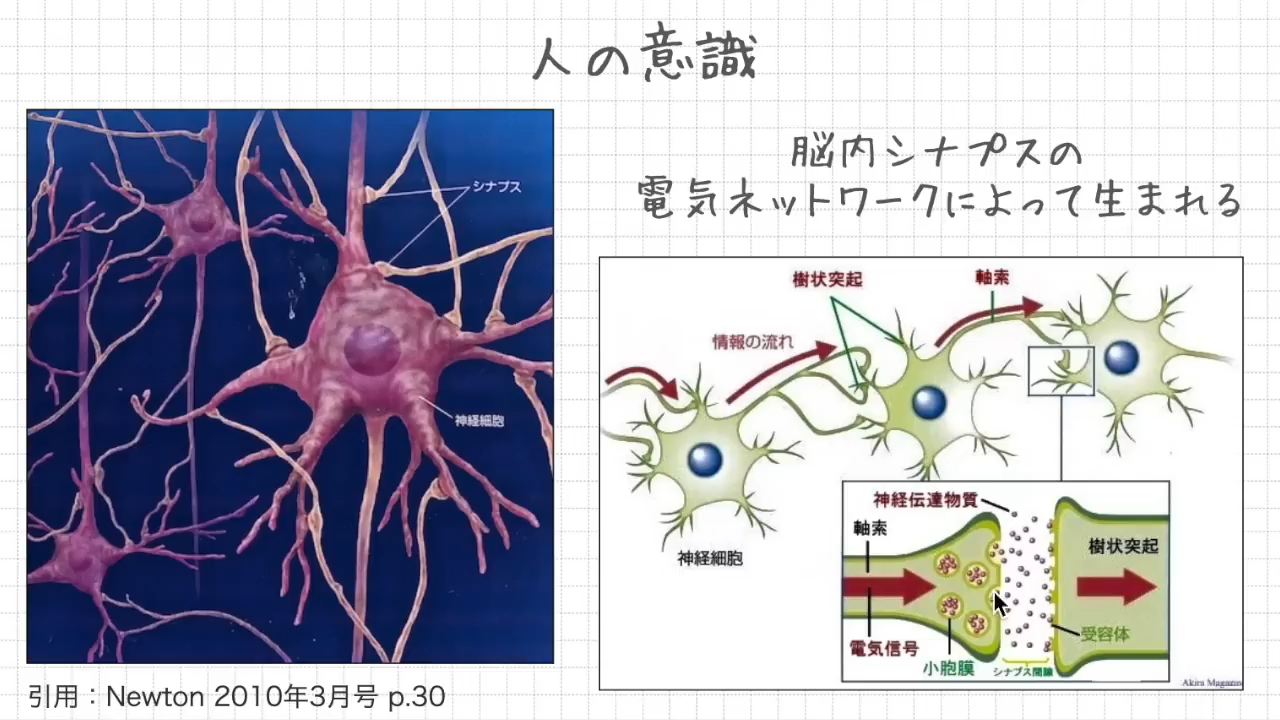 人の意識
脳内シナプスの
電気ネットワークによって生まれる
シナプス
神経細胞
樹状突起
軸索
情報の流れ
神経細胞
神経伝達物質
軸索
樹状突起
電気信号
小胞膜
シナプス間隙
受容体
Akira Magazin
引用：Newton 2010年3月号 p.30